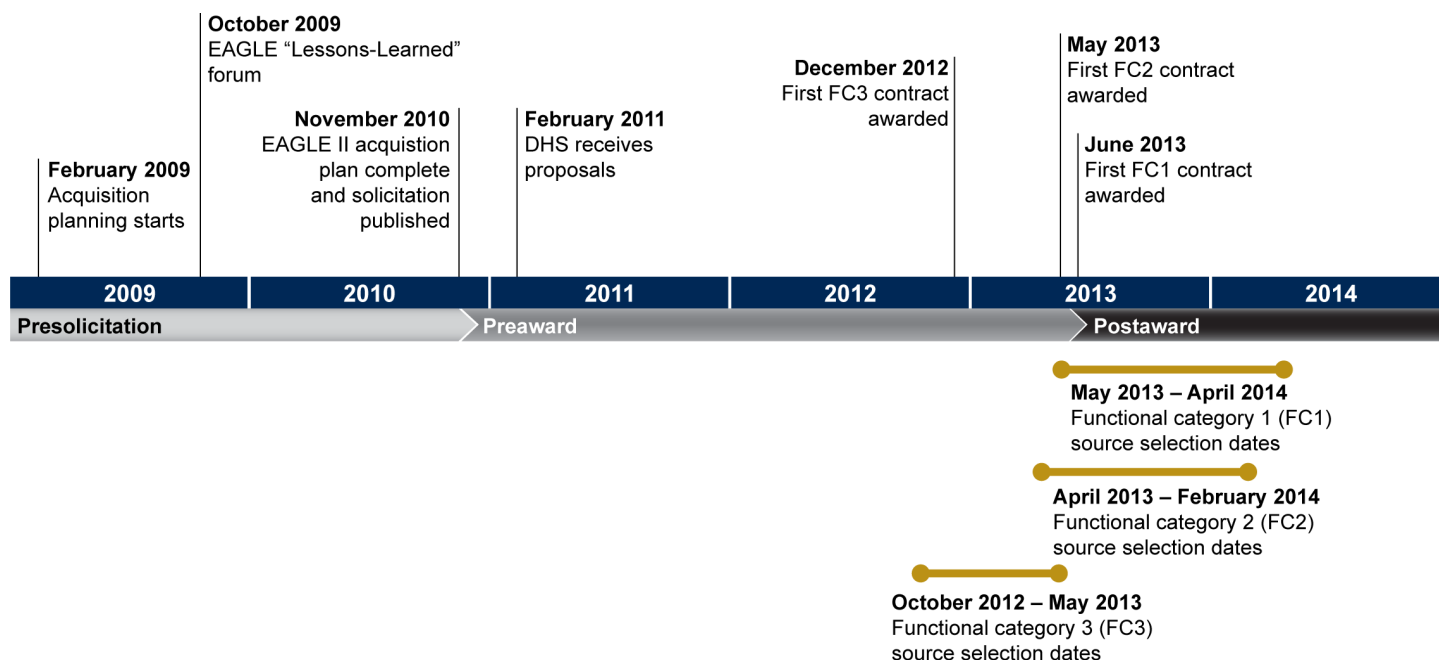 October 2009
EAGLE “Lessons-Learned”
forum
December 2012
First FC3 contract
awarded
May 2013
First FC2 contract
awarded
November 2010
EAGLE II acquistion
plan complete
and solicitation
published
February 2011
DHS receives
proposals
June 2013
First FC1 contract
awarded
February 2009
Acquisition
planning starts
2009
2010
2011
2012
2013
2014
Presolicitation
Preaward
Postaward
May 2013 – April 2014
Functional category 1 (FC1)
source selection dates
April 2013 – February 2014
Functional category 2 (FC2)
source selection dates
October 2012 – May 2013
Functional category 3 (FC3)
source selection dates